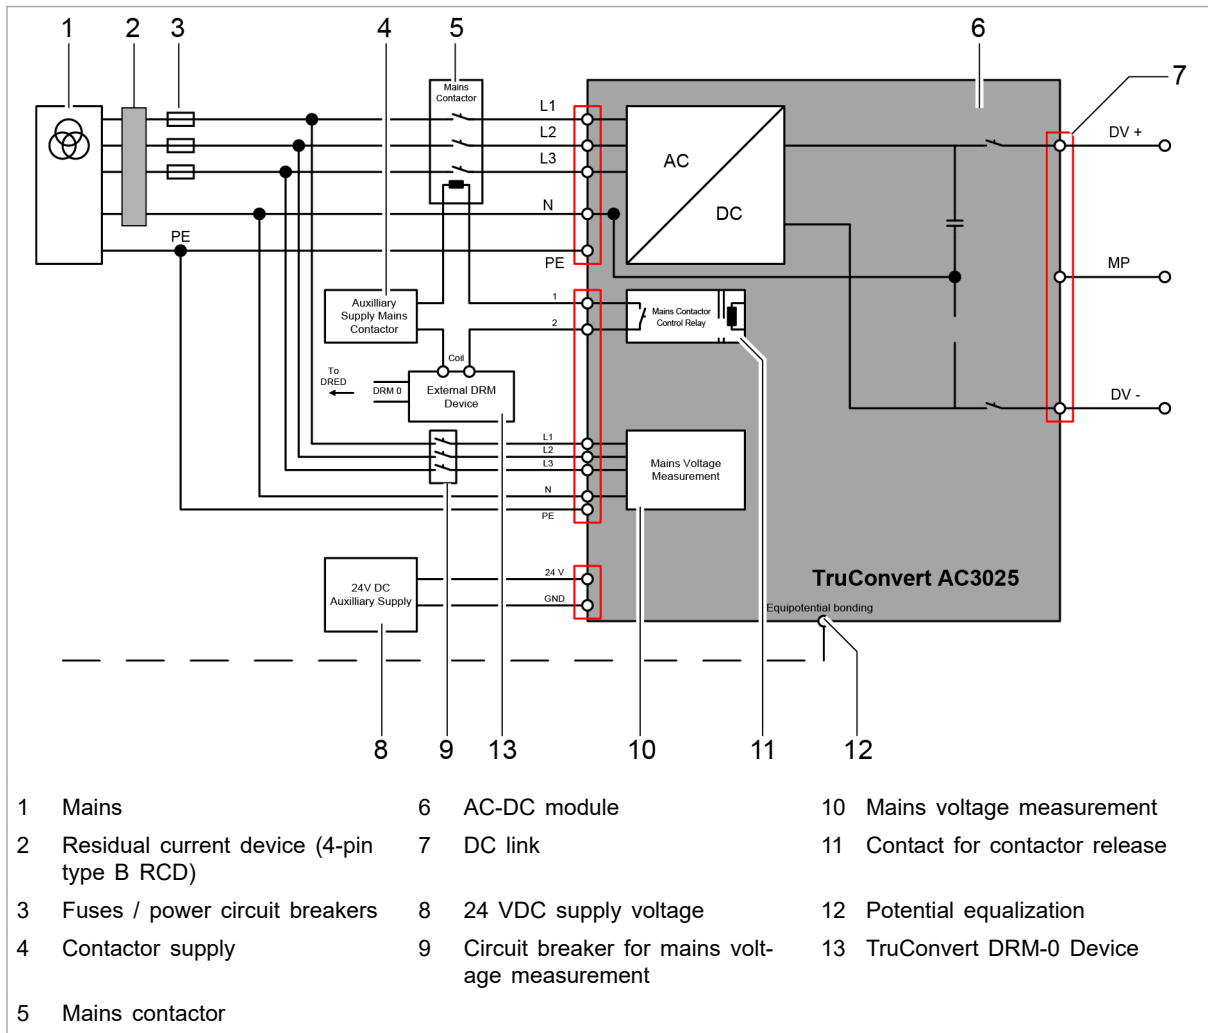 1 2 3 4 5 6
7
Mains
Contactor
L1
L2
L3
N
PE
PE
AC
DC
DV +
MP
DV -
Auxilliary
Supply Mains
Contactor
1
2
Mains Contactor
Control Relay
Coil
To
DRED
DRM 0
External DRM
Device
L1
L2
L3
N
PE
Mains Voltage
Measurement
24V DC
Auxilliary Supply
24 V
GND
TruConvert AC3025
Equipotential bonding
8 9 13 10 11 12
1 Mains
2 Residual current device (4-pin
type B RCD)
3 Fuses / power circuit breakers
4 Contactor supply
5 Mains contactor
6 AC-DC module
7 DC link
8 24 VDC supply voltage
9 Circuit breaker for mains volt-
age measurement
10 Mains voltage measurement
11 Contact for contactor release
12 Potential equalization
13 TruConvert DRM-0 Device